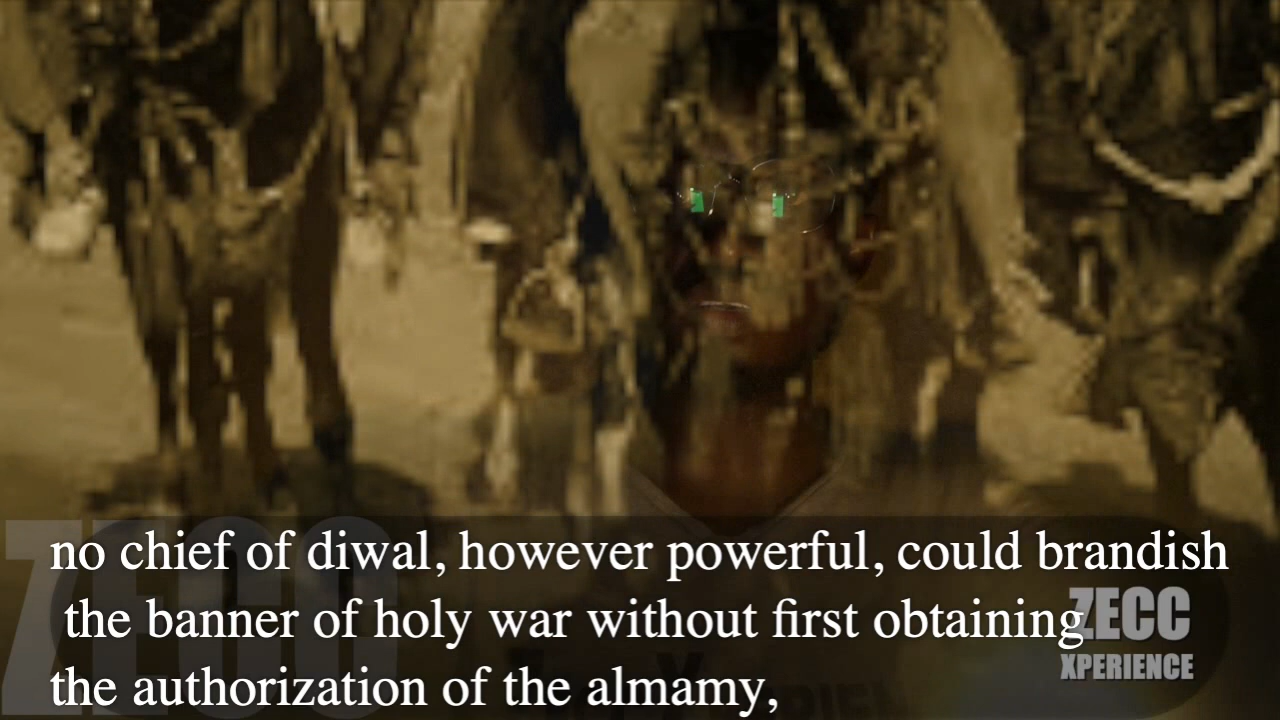 no chief of diwal, however powerful, could brandish
the banner of holy war without first obtaining
the authorization of the almamy,
ZECC
XPERIENCE
ZECC